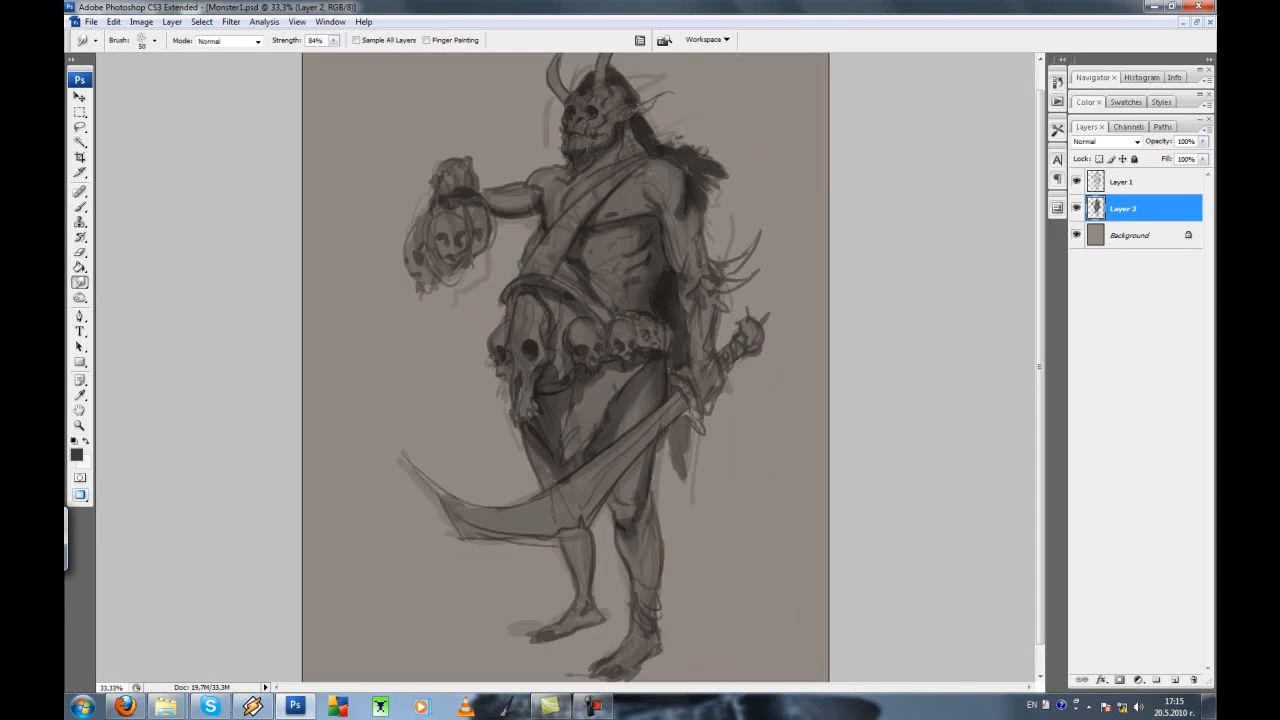 Adobe Photoshop CS3 Extended - [Monster1.psd @ 33,3% (Layer 2, RGB/8)]
File Edit Image Layer Select Filter Analysis View Window Help
Brush: 50 Mode: Normal Strength: 84% Sample All Layers Finger Painting Workspace
Ps
Navigator × Histogram Info
Color × Swatches Styles
Layers × Channels Paths
Normal Opacity: 100%
Lock: Fill: 100%
Layer 1
Layer 2
Background
T
A
33,33% Doc: 19,7M/33,3M
Ps
EN 17:15
20.5.2010 г.